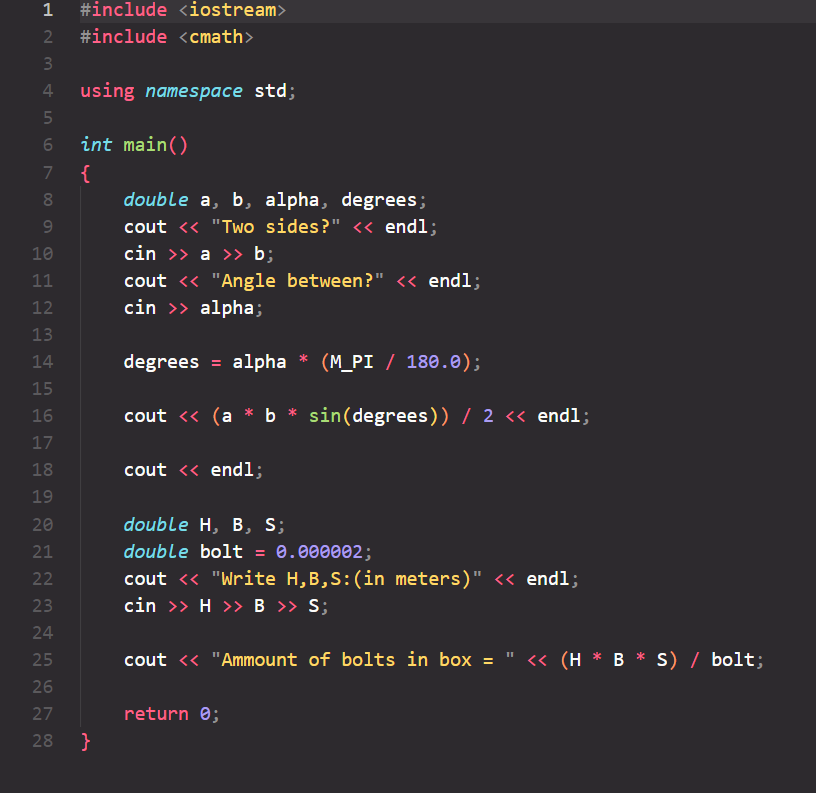 1 #include <iostream>
2 #include <cmath>
3
4 using namespace std;
5
6 int main()
7 {
8     double a, b, alpha, degrees;
9     cout << "Two sides?" << endl;
10     cin >> a >> b;
11     cout << "Angle between?" << endl;
12     cin >> alpha;
13
14     degrees = alpha * (M_PI / 180.0);
15
16     cout << (a * b * sin(degrees)) / 2 << endl;
17
18     cout << endl;
19
20     double H, B, S;
21     double bolt = 0.000002;
22     cout << "Write H,B,S:(in meters)" << endl;
23     cin >> H >> B >> S;
24
25     cout << "Ammount of bolts in box = " << (H * B * S) / bolt;
26
27     return 0;
28 }